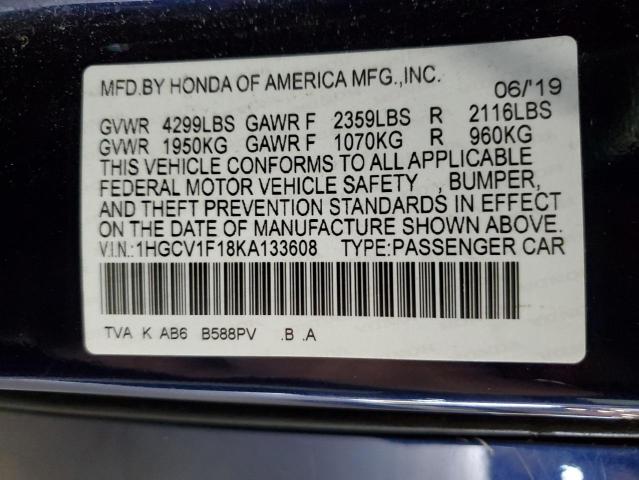 MFD.BY HONDA OF AMERICA MFG.,INC. 06/'19
GVWR 4299LBS GAWR F 2359LBS R 2116LBS
GVWR 1950KG GAWR F 1070KG R 960KG
THIS VEHICLE CONFORMS TO ALL APPLICABLE
FEDERAL MOTOR VEHICLE SAFETY , BUMPER,
AND THEFT PREVENTION STANDARDS IN EFFECT
ON THE DATE OF MANUFACTURE SHOWN ABOVE.
V.I.N.:1HGCV1F18KA133608 TYPE:PASSENGER CAR
TVA K AB6 B588PV .B .A